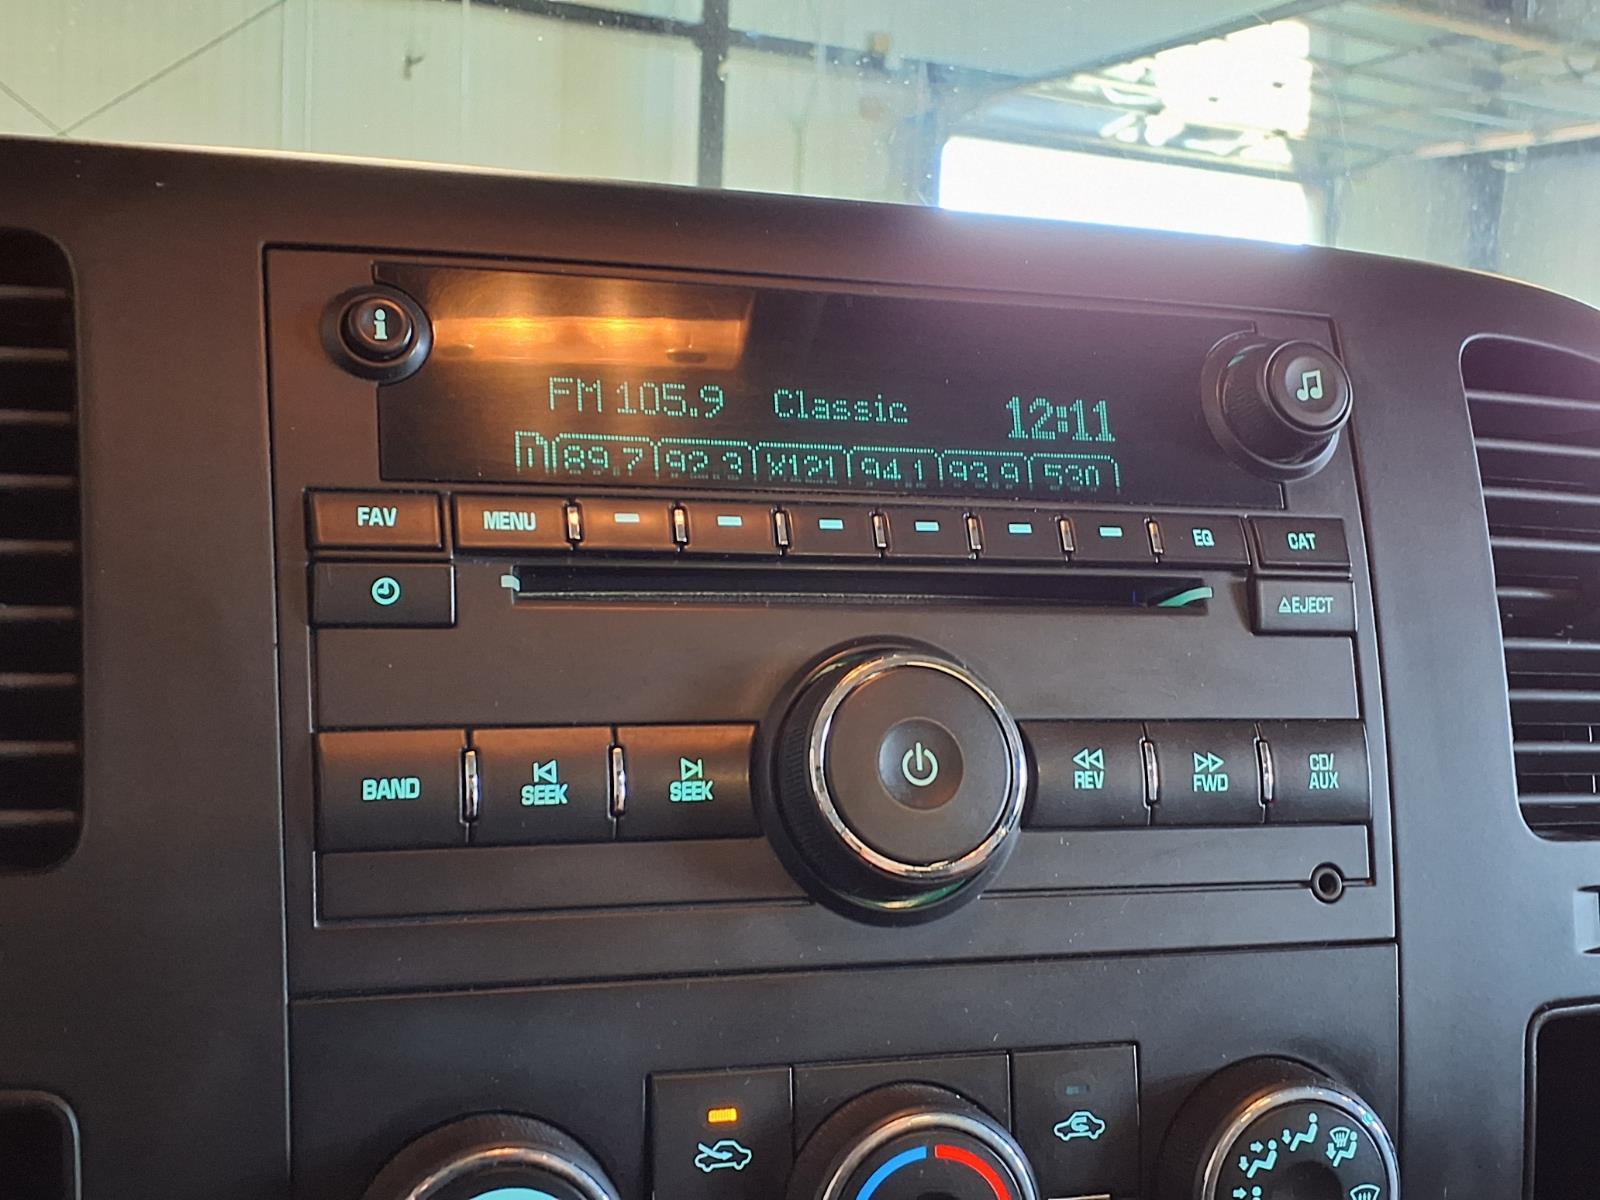 FM 105.9 Classic 12:11
89.7 92.3 X121 94.1 93.9 530
FAV MENU EQ CAT
EJECT
BAND SEEK SEEK REV FWD CD/
AUX